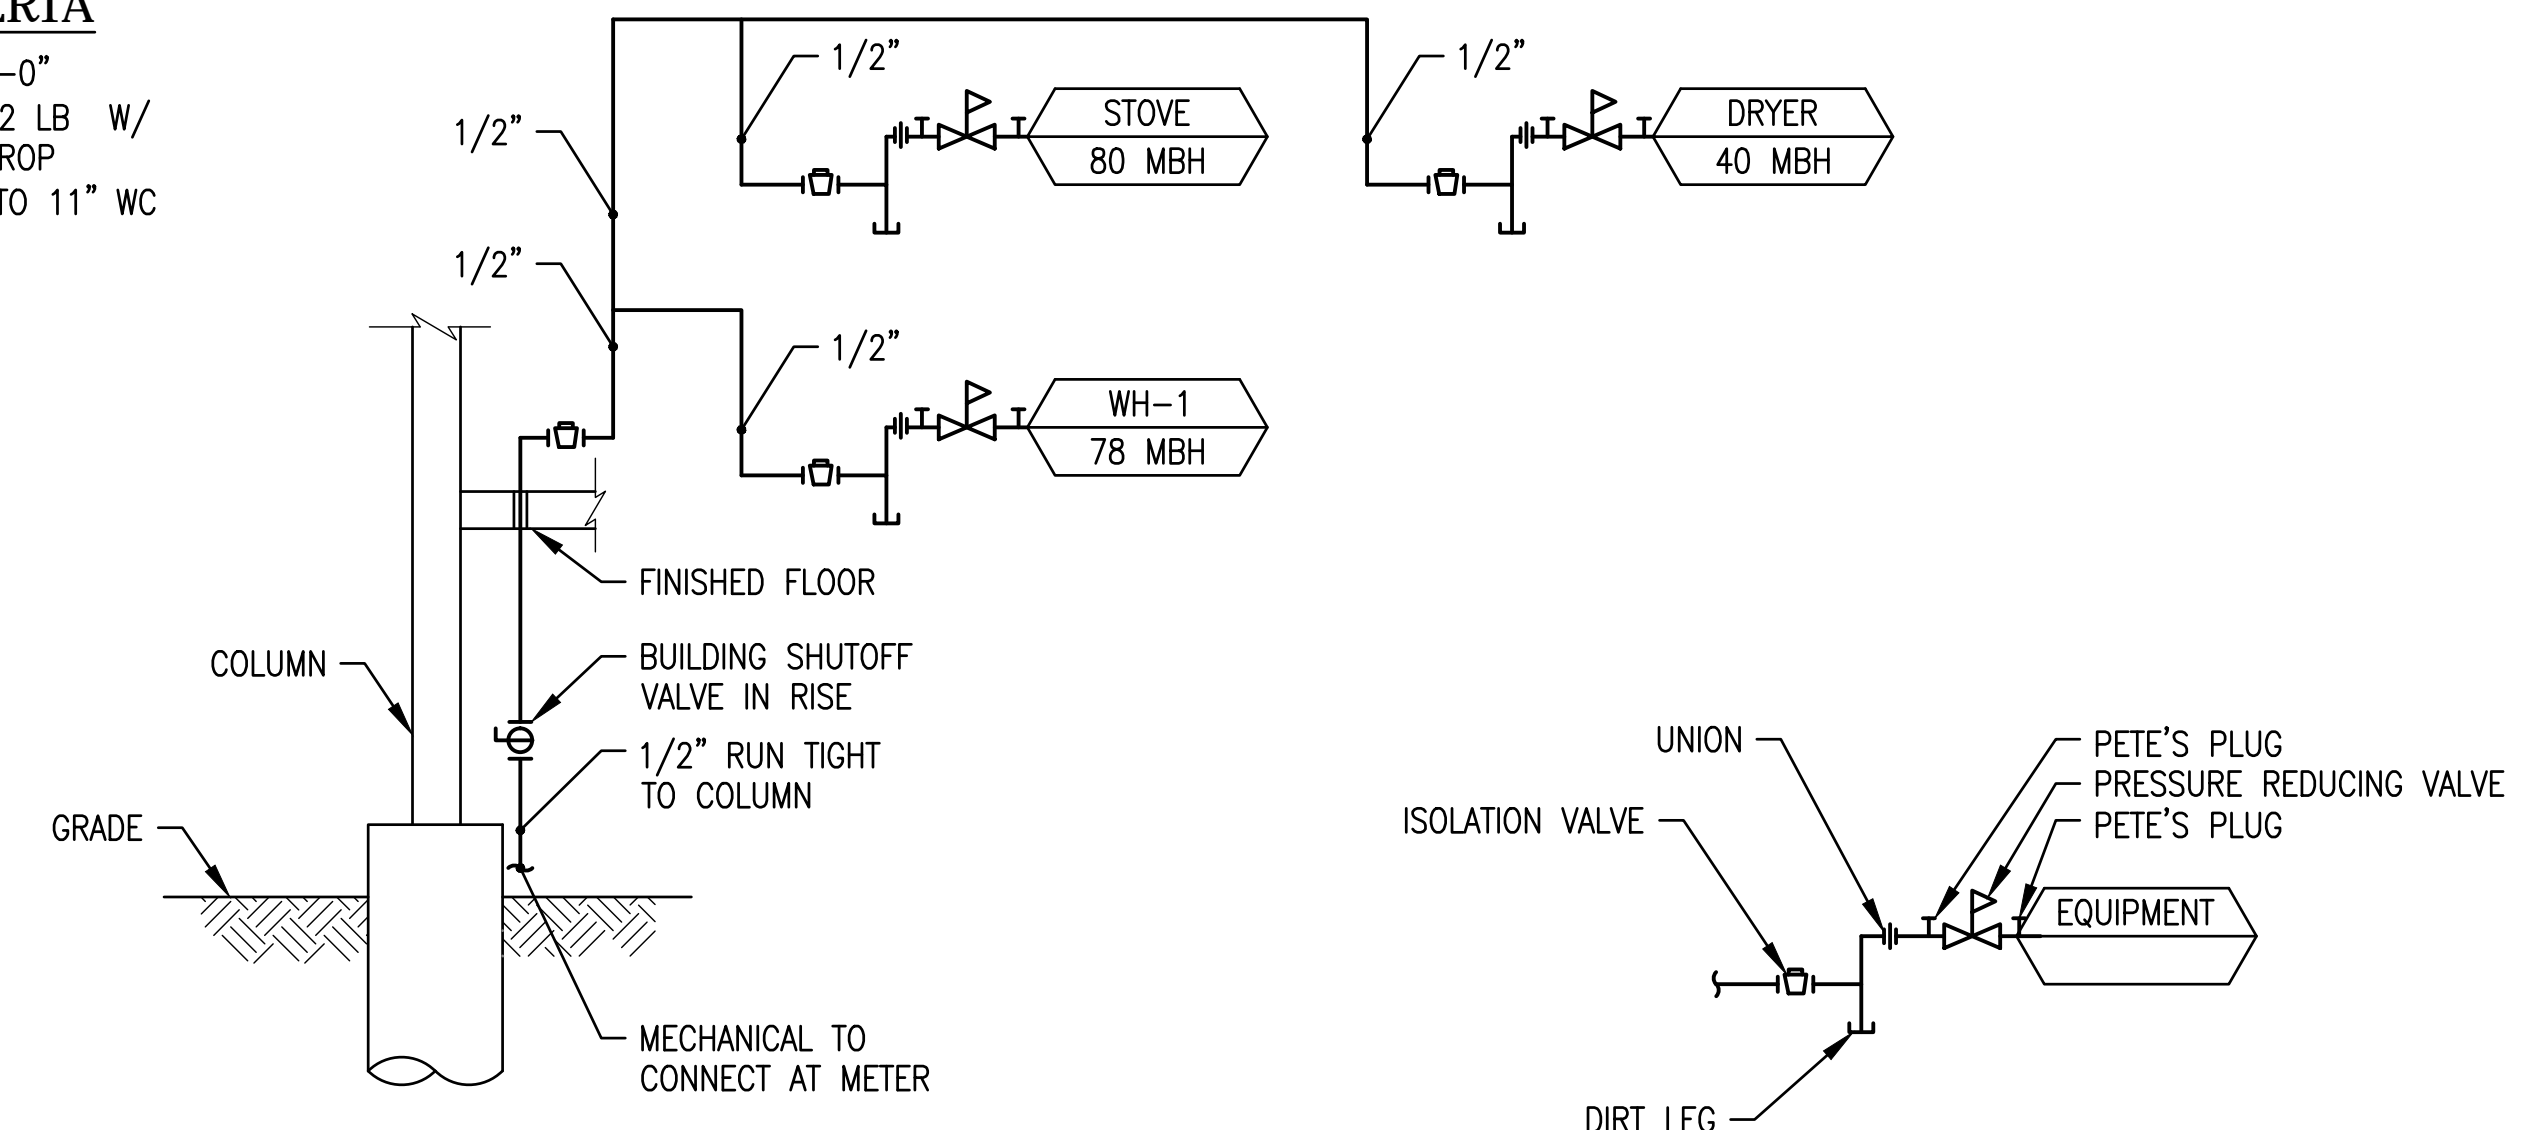 -0"
2 LB W/
TO 11" WC
1/2"
1/2"
1/2"
STOVE
80 MBH
1/2"
DRYER
40 MBH
1/2"
1/2"
WH-1
78 MBH
FINISHED FLOOR
BUILDING SHUTOFF
VALVE IN RISE
COLUMN
1/2" RUN TIGHT
TO COLUMN
GRADE
MECHANICAL TO
CONNECT AT METER
UNION
PETE'S PLUG
PRESSURE REDUCING VALVE
ISOLATION VALVE
PETE'S PLUG
EQUIPMENT
DIRT LEG